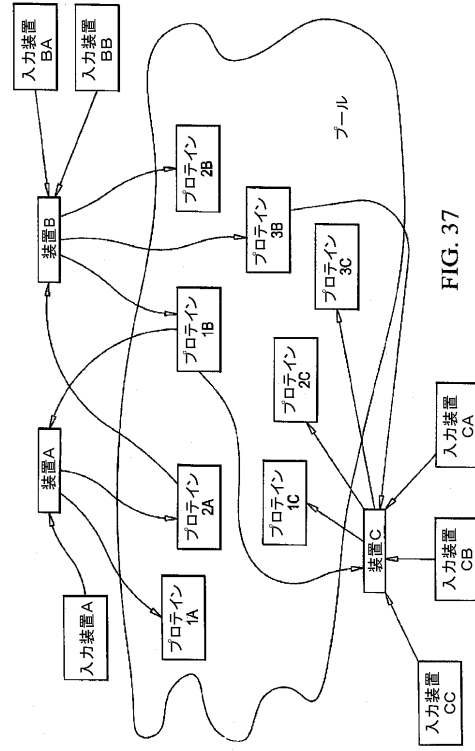 入力装置A
装置A
装置B
入力装置
BA
入力装置
BB
プロテイン
1A
プロテイン
2A
プロテイン
1B
プロテイン
3B
プロテイン
2B
プール
プロテイン
1C
プロテイン
2C
プロテイン
3C
装置C
入力装置
CC
入力装置
CB
入力装置
CA
FIG. 37